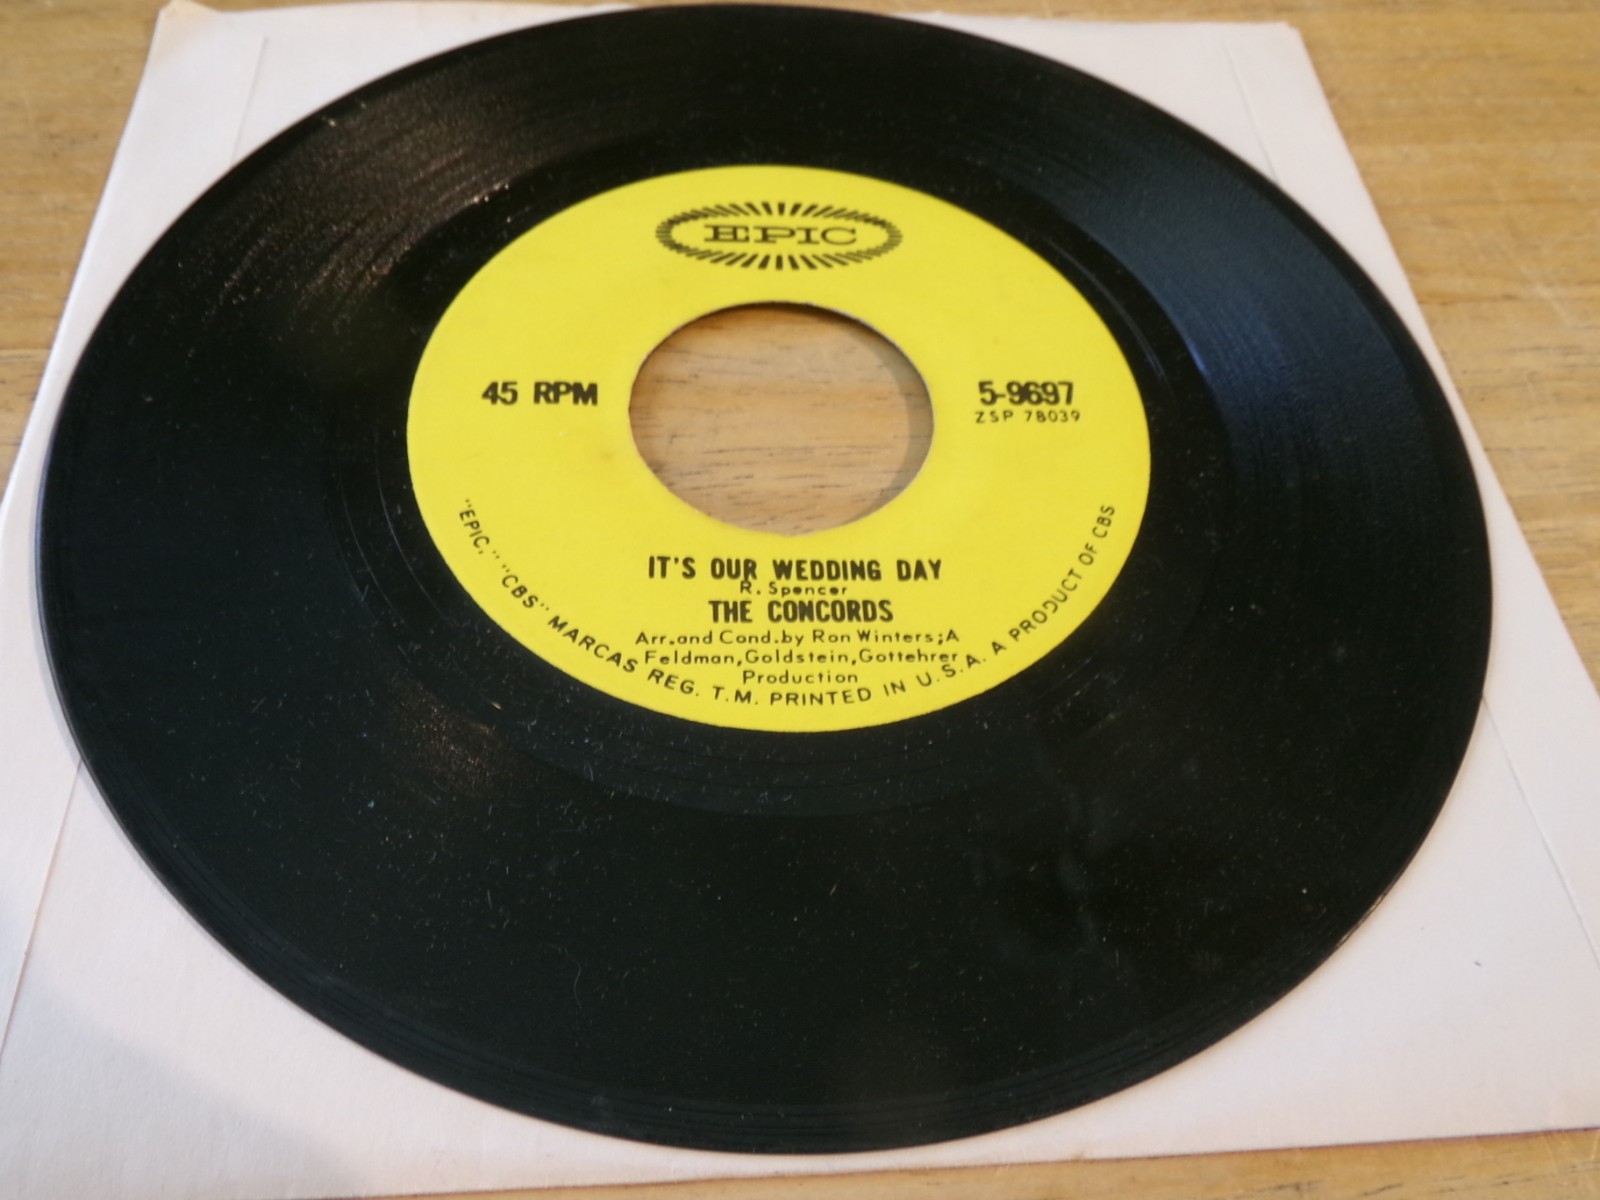 EPIC
45 RPM
5-9697
ZSP 78039
IT'S OUR WEDDING DAY
R. Spencer
THE CONCORDS
Arr.and Cond.by Ron Winters;A
Feldman,Goldstein,Gottehrer
Production
"EPIC," "CBS" MARCAS REG. T.M. PRINTED IN U.S.A. A PRODUCT OF CBS